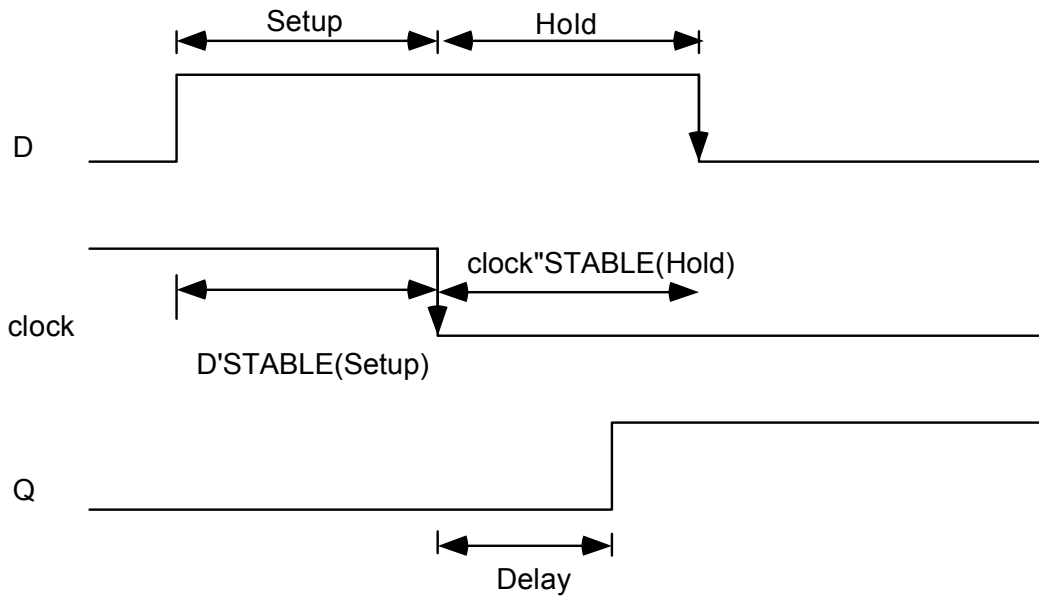 Setup
Hold
D
clock"STABLE(Hold)
clock
D'STABLE(Setup)
Q
Delay